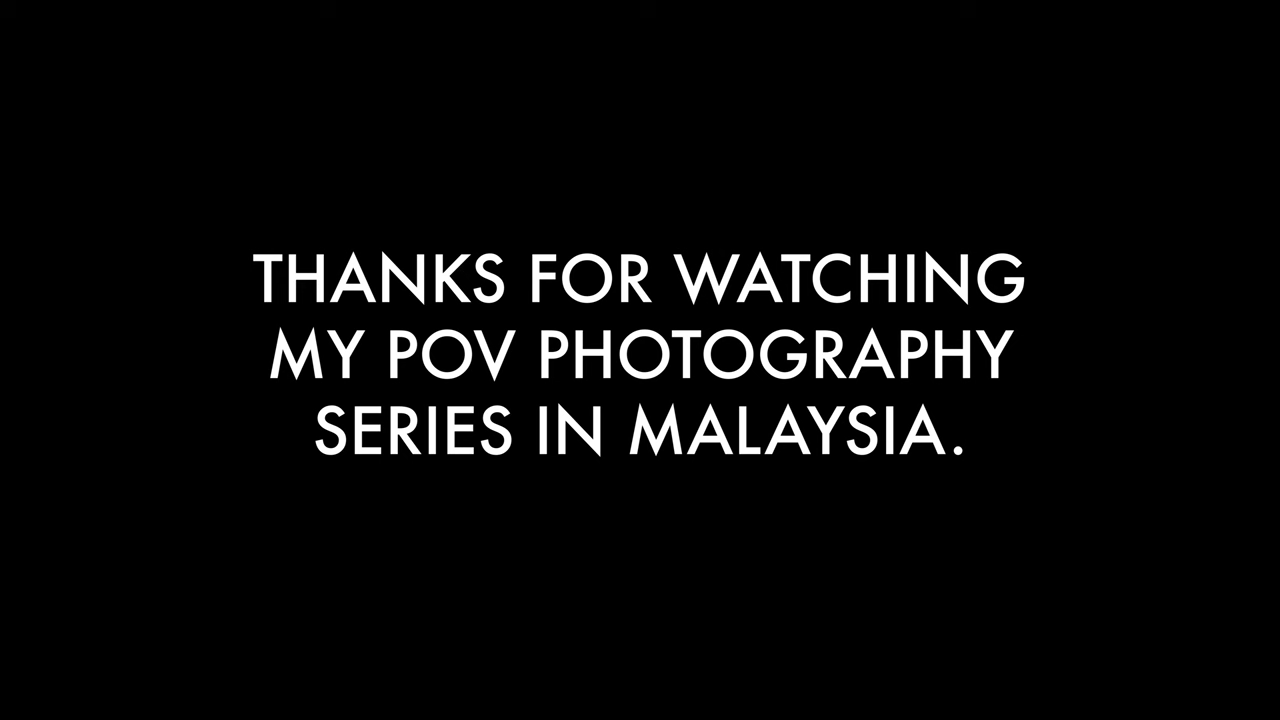 THANKS FOR WATCHING
MY POV PHOTOGRAPHY
SERIES IN MALAYSIA.